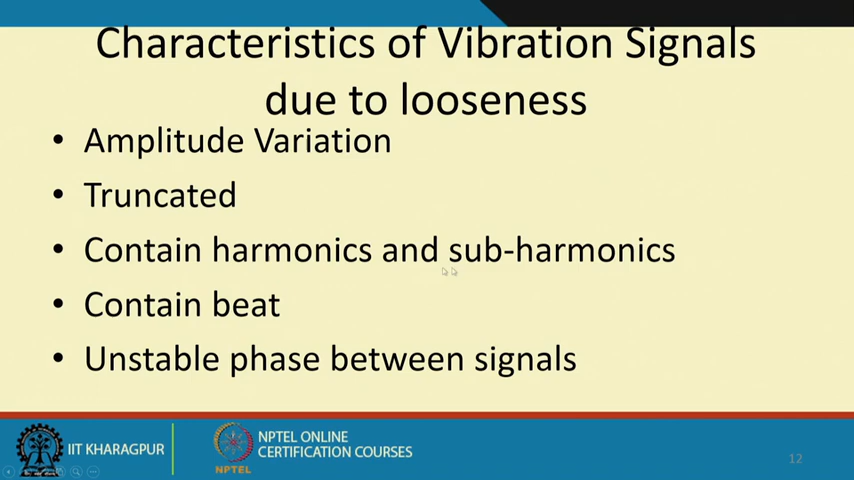 Characteristics of Vibration Signals
due to looseness
• Amplitude Variation
• Truncated
• Contain harmonics and sub-harmonics
• Contain beat
• Unstable phase between signals
IIT KHARAGPUR
NPTEL
NPTEL ONLINE
CERTIFICATION COURSES
12